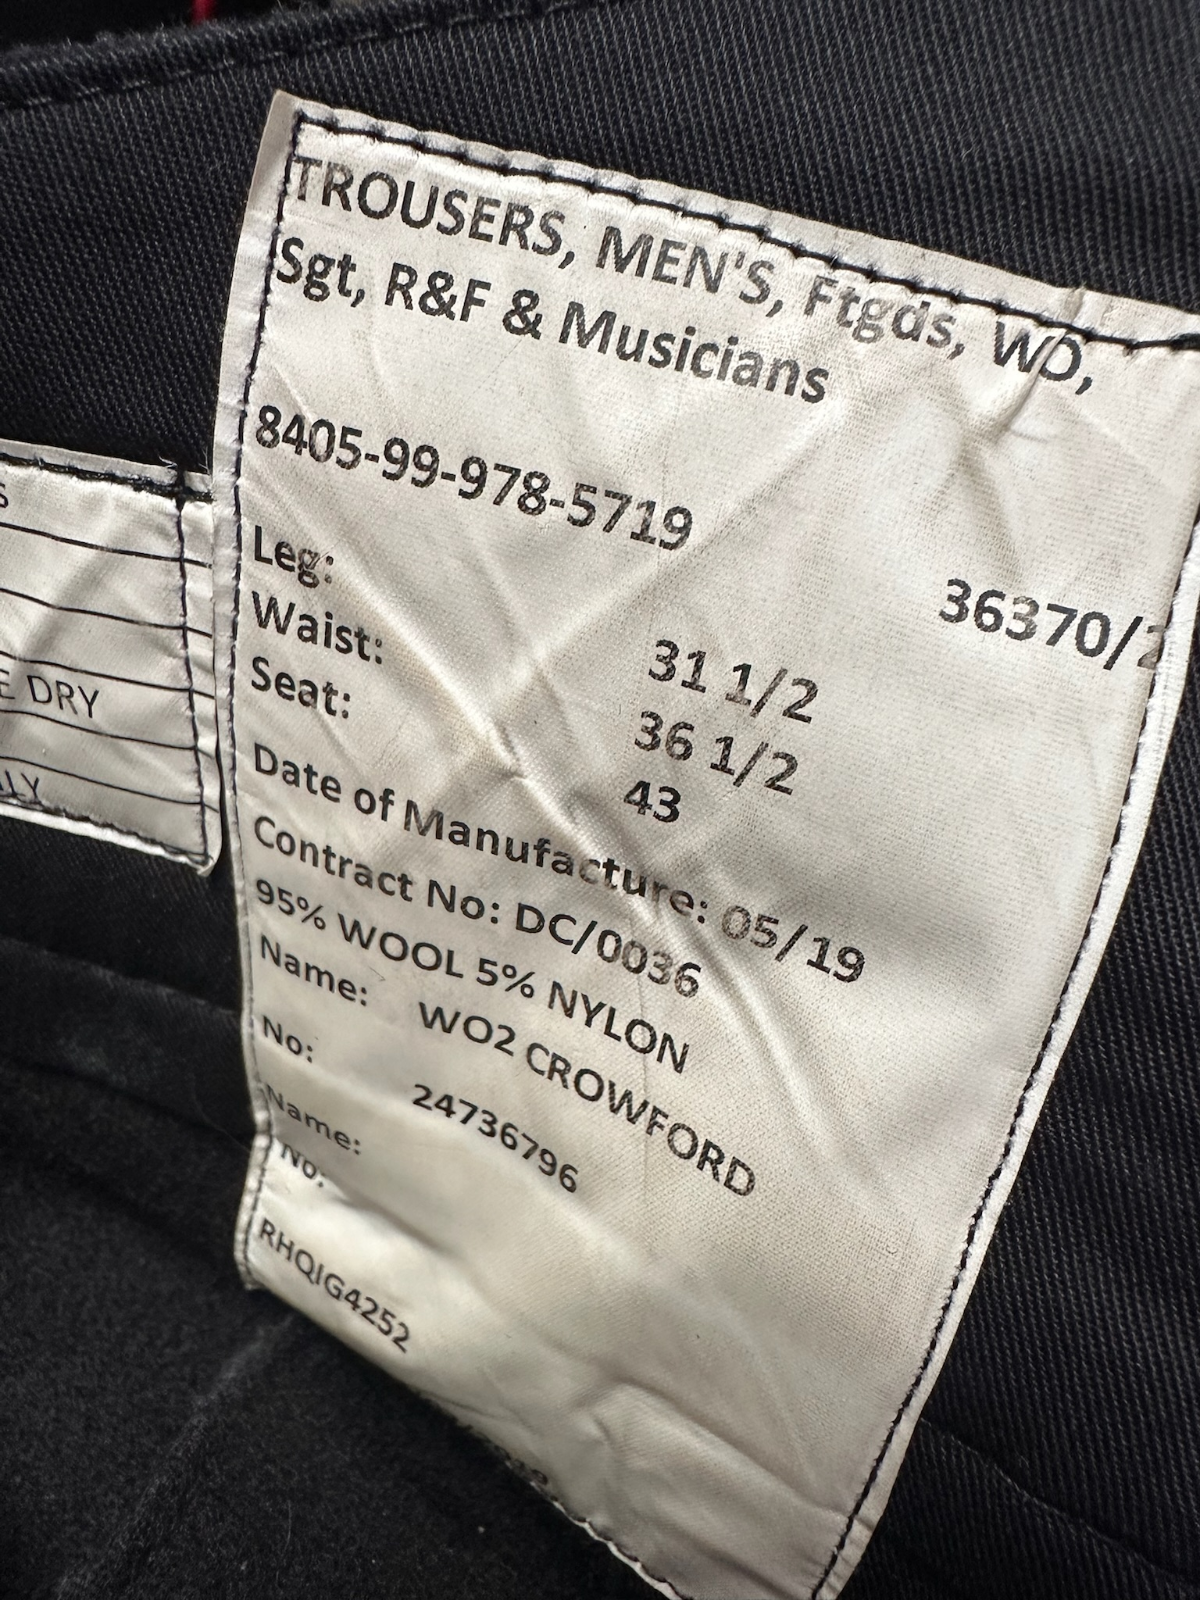 TROUSERS, MEN'S, Ftgds, WO,
Sgt, R&F & Musicians
8405-99-978-5719
36370/2
Leg: 31 1/2
Waist: 36 1/2
Seat: 43
Date of Manufacture: 05/19
Contract No: DC/0036
95% WOOL 5% NYLON
Name: WO2 CROWFORD
No: 24736796
Name:
No:
RHQIG4252
S
E DRY